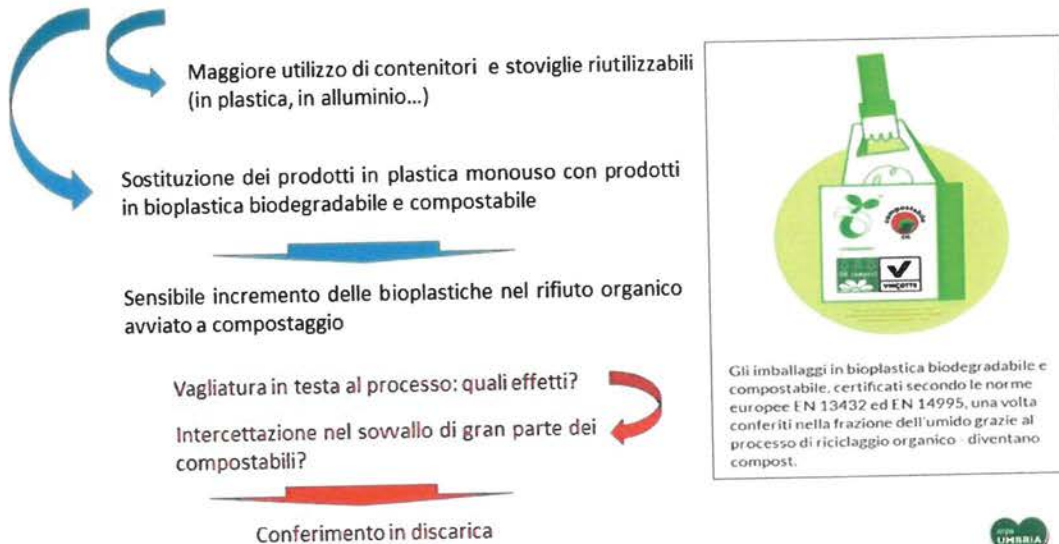 Maggiore utilizzo di contenitori e stoviglie riutilizzabili
(in plastica, in alluminio...)
Sostituzione dei prodotti in plastica monouso con prodotti
in bioplastica biodegradabile e compostabile
Sensibile incremento delle bioplastiche nel rifiuto organico
avviato a compostaggio
Vagliatura in testa al processo: quali effetti?
Intercettazione nel sovvallo di gran parte dei
compostabili?
Conferimento in discarica
compostabile
CIC
VINÇOTTE
Gli imballaggi in bioplastica biodegradabile e
compostabile, certificati secondo le norme
europee EN 13432 ed EN 14995, una volta
conferiti nella frazione dell'umido grazie al
processo di riciclaggio organico - diventano
compost.
arpa
UMBRIA